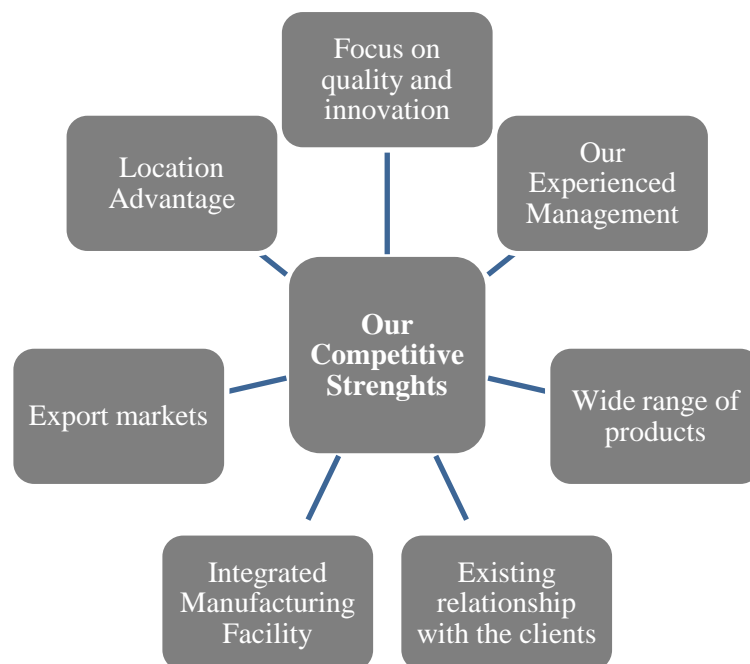 Focus on
quality and
innovation
Location
Advantage
Our
Experienced
Management
Our
Competitive
Strenghts
Export markets
Wide range of
products
Integrated
Manufacturing
Facility
Existing
relationship
with the clients